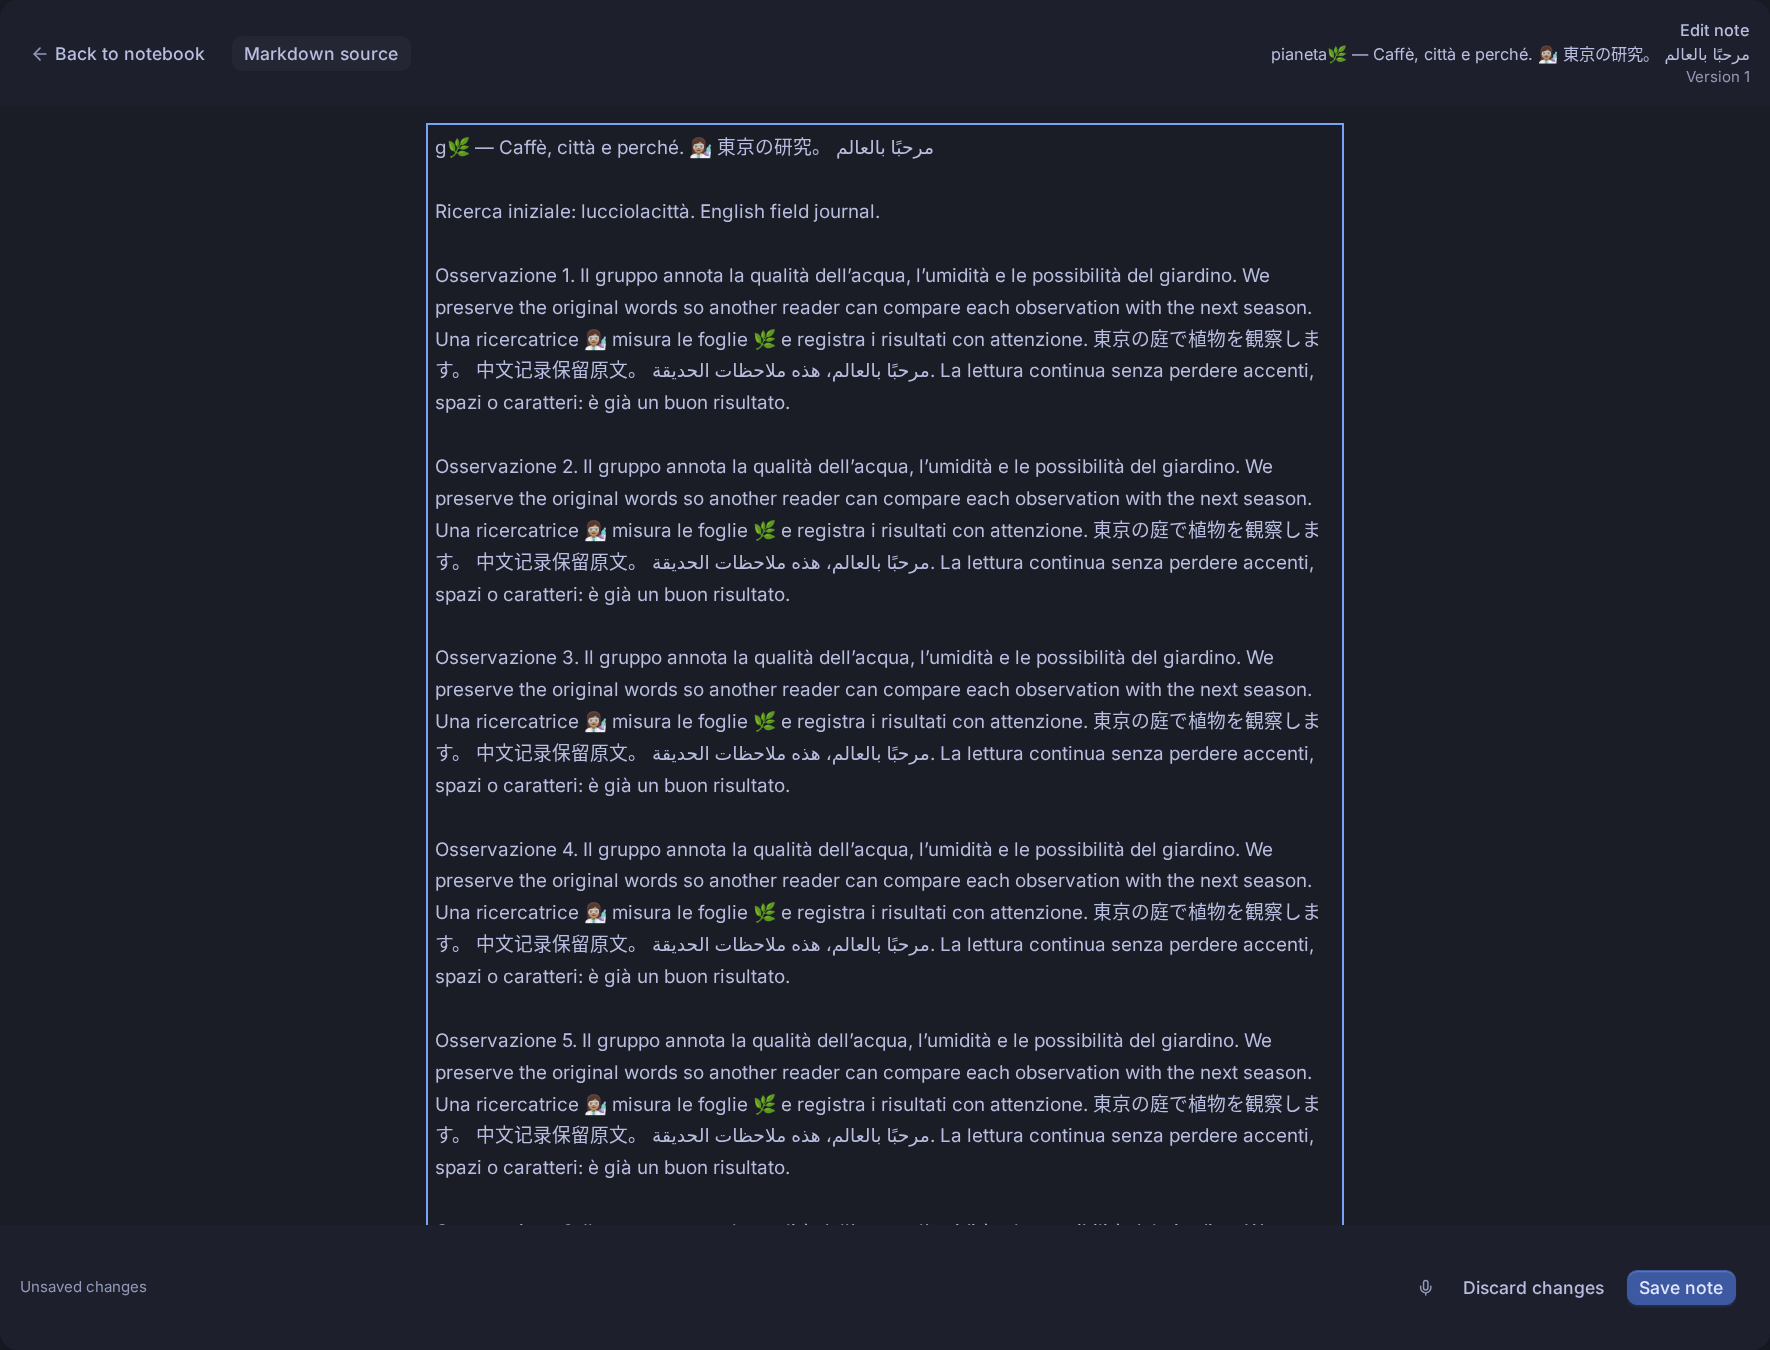 Back to notebook
Markdown source
Edit note
pianeta🌿 — Caffè, città e perché. 👩🏽‍🔬 東京の研究。 مرحبًا بالعالم
Version 1
g🌿 — Caffè, città e perché. 👩🏽‍🔬 東京の研究。 مرحبًا بالعالم
Ricerca iniziale: lucciolacittà. English field journal.
Osservazione 1. Il gruppo annota la qualità dell’acqua, l’umidità e le possibilità del giardino. We
preserve the original words so another reader can compare each observation with the next season.
Una ricercatrice 👩🏽‍🔬 misura le foglie 🌿 e registra i risultati con attenzione. 東京の庭で植物を観察しま
す。 中文记录保留原文。 مرحبًا بالعالم، هذه ملاحظات الحديقة. La lettura continua senza perdere accenti,
spazi o caratteri: è già un buon risultato.
Osservazione 2. Il gruppo annota la qualità dell’acqua, l’umidità e le possibilità del giardino. We
preserve the original words so another reader can compare each observation with the next season.
Una ricercatrice 👩🏽‍🔬 misura le foglie 🌿 e registra i risultati con attenzione. 東京の庭で植物を観察しま
す。 中文记录保留原文。 مرحبًا بالعالم، هذه ملاحظات الحديقة. La lettura continua senza perdere accenti,
spazi o caratteri: è già un buon risultato.
Osservazione 3. Il gruppo annota la qualità dell’acqua, l’umidità e le possibilità del giardino. We
preserve the original words so another reader can compare each observation with the next season.
Una ricercatrice 👩🏽‍🔬 misura le foglie 🌿 e registra i risultati con attenzione. 東京の庭で植物を観察しま
す。 中文记录保留原文。 مرحبًا بالعالم، هذه ملاحظات الحديقة. La lettura continua senza perdere accenti,
spazi o caratteri: è già un buon risultato.
Osservazione 4. Il gruppo annota la qualità dell’acqua, l’umidità e le possibilità del giardino. We
preserve the original words so another reader can compare each observation with the next season.
Una ricercatrice 👩🏽‍🔬 misura le foglie 🌿 e registra i risultati con attenzione. 東京の庭で植物を観察しま
す。 中文记录保留原文。 مرحبًا بالعالم، هذه ملاحظات الحديقة. La lettura continua senza perdere accenti,
spazi o caratteri: è già un buon risultato.
Osservazione 5. Il gruppo annota la qualità dell’acqua, l’umidità e le possibilità del giardino. We
preserve the original words so another reader can compare each observation with the next season.
Una ricercatrice 👩🏽‍🔬 misura le foglie 🌿 e registra i risultati con attenzione. 東京の庭で植物を観察しま
す。 中文记录保留原文。 مرحبًا بالعالم، هذه ملاحظات الحديقة. La lettura continua senza perdere accenti,
spazi o caratteri: è già un buon risultato.
Unsaved changes
Discard changes
Save note